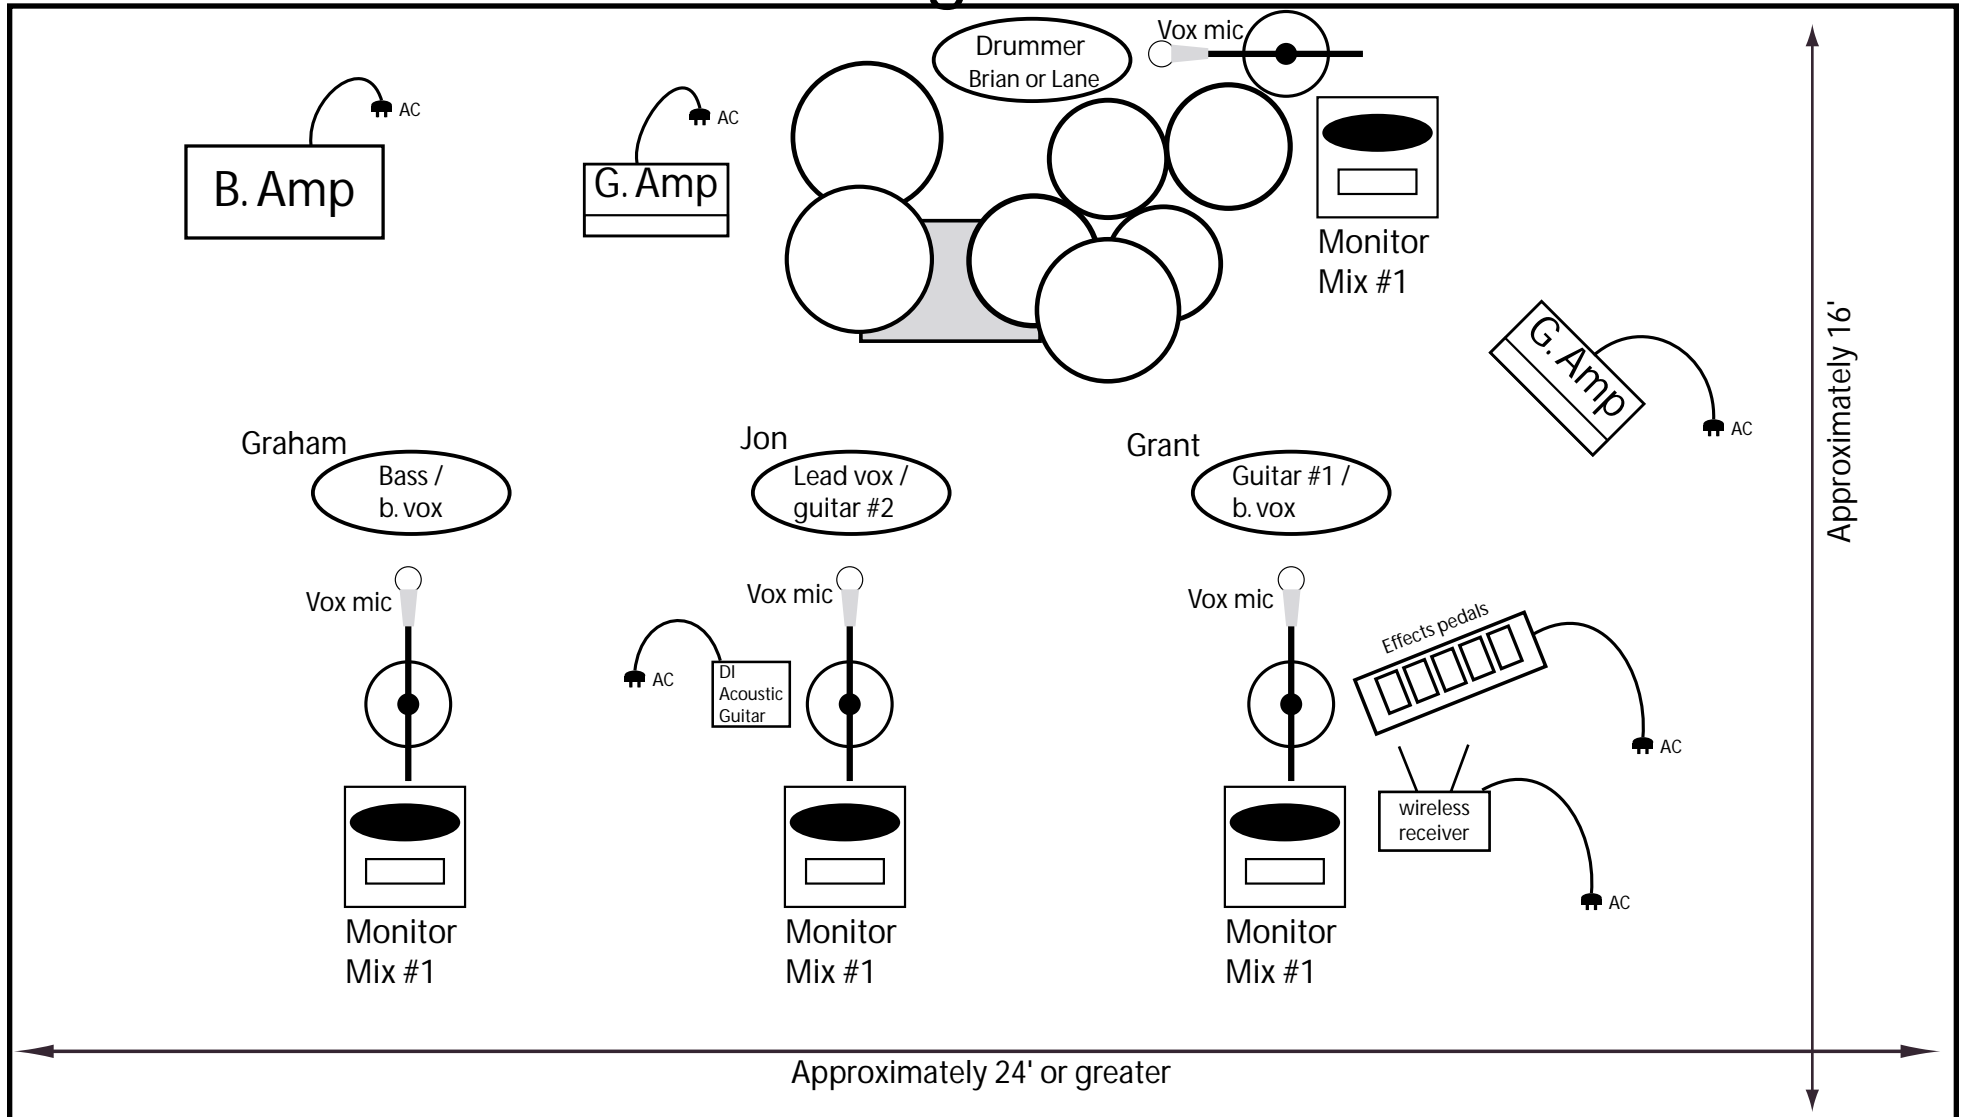 Drummer
Brian or Lane
Vox mic
AC
B. Amp
AC
G. Amp
Monitor
Mix #1
G. Amp
AC
Approximately 16'
Graham
Bass /
b. vox
Jon
Lead vox /
guitar #2
Grant
Guitar #1 /
b. vox
Vox mic
Vox mic
Vox mic
AC
DI
Acoustic
Guitar
Effects pedals
AC
wireless
receiver
AC
Monitor
Mix #1
Monitor
Mix #1
Monitor
Mix #1
Approximately 24' or greater